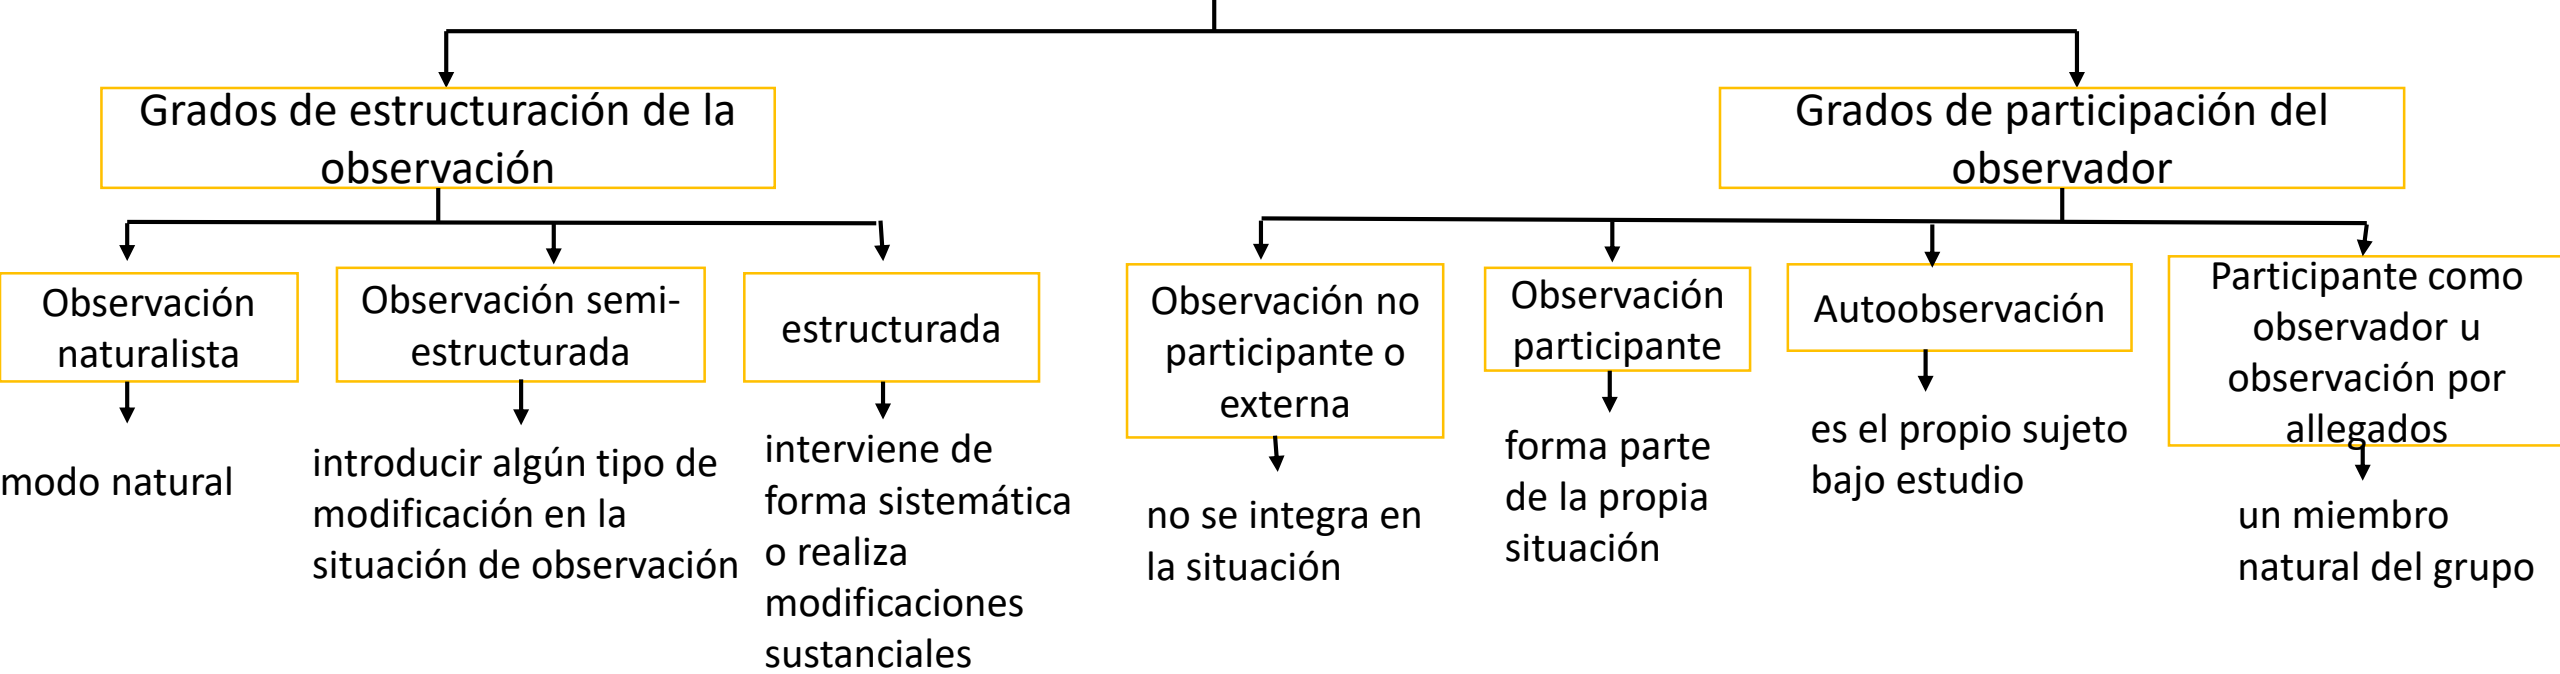 Grados de estructuración de la
observación
Grados de participación del
observador
Observación
naturalista
Observación semi-
estructurada
estructurada
Observación no
participante o
externa
Observación
participante
Autoobservación
Participante como
observador u
observación por
allegados
modo natural
introducir algún tipo de
modificación en la
situación de observación
interviene de
forma sistemática
o realiza
modificaciones
sustanciales
no se integra en
la situación
forma parte
de la propia
situación
es el propio sujeto
bajo estudio
un miembro
natural del grupo